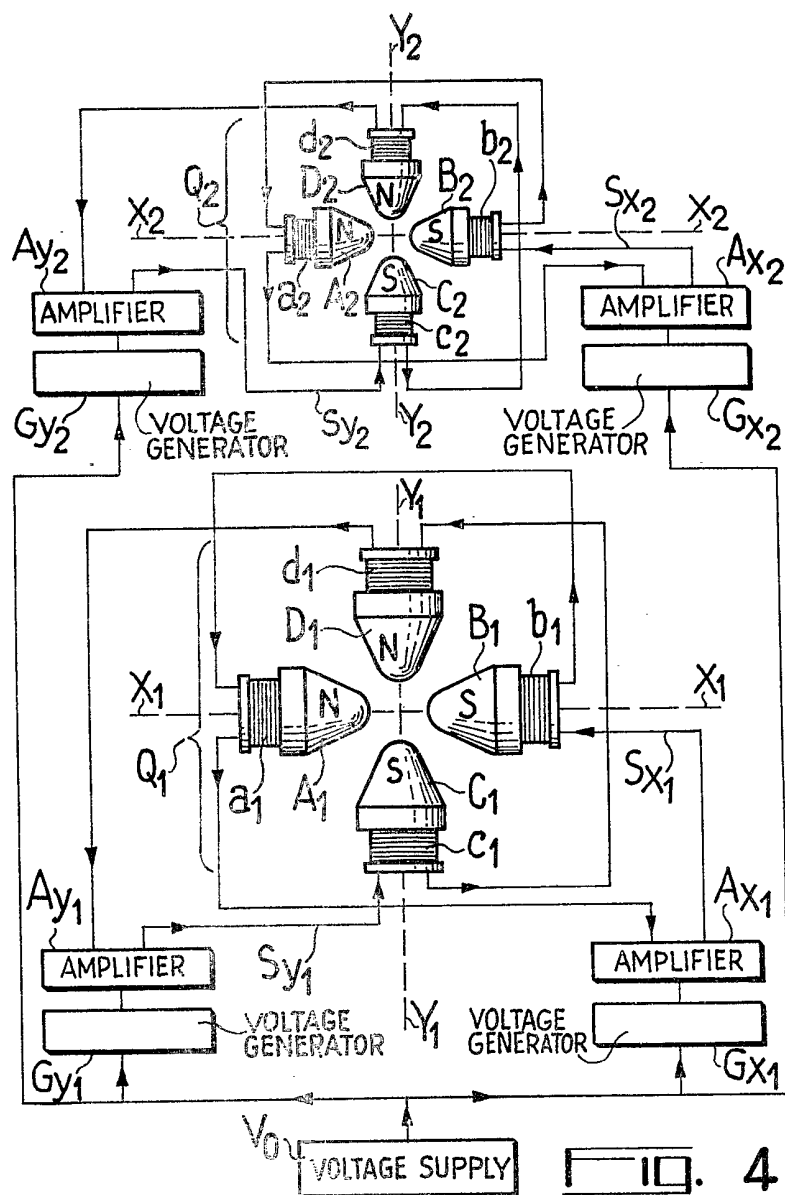 Y2
d2
b2
Q2
D2
N
B2
X2
N
S
Sx2
X2
Ay2
a2
A2
S
C2
Ax2
AMPLIFIER
c2
AMPLIFIER
Gy2
VOLTAGE
GENERATOR
Sy2
Y2
VOLTAGE
GENERATOR
Gx2
Y1
d1
D1
N
B1
b1
X1
N
S
X1
Q1
a1
A1
S
C1
Sx1
c1
Ay1
Ax1
AMPLIFIER
Sy1
AMPLIFIER
VOLTAGE
GENERATOR
Y1
VOLTAGE
GENERATOR
Gy1
Gx1
Vo
VOLTAGE SUPPLY
FIG. 4